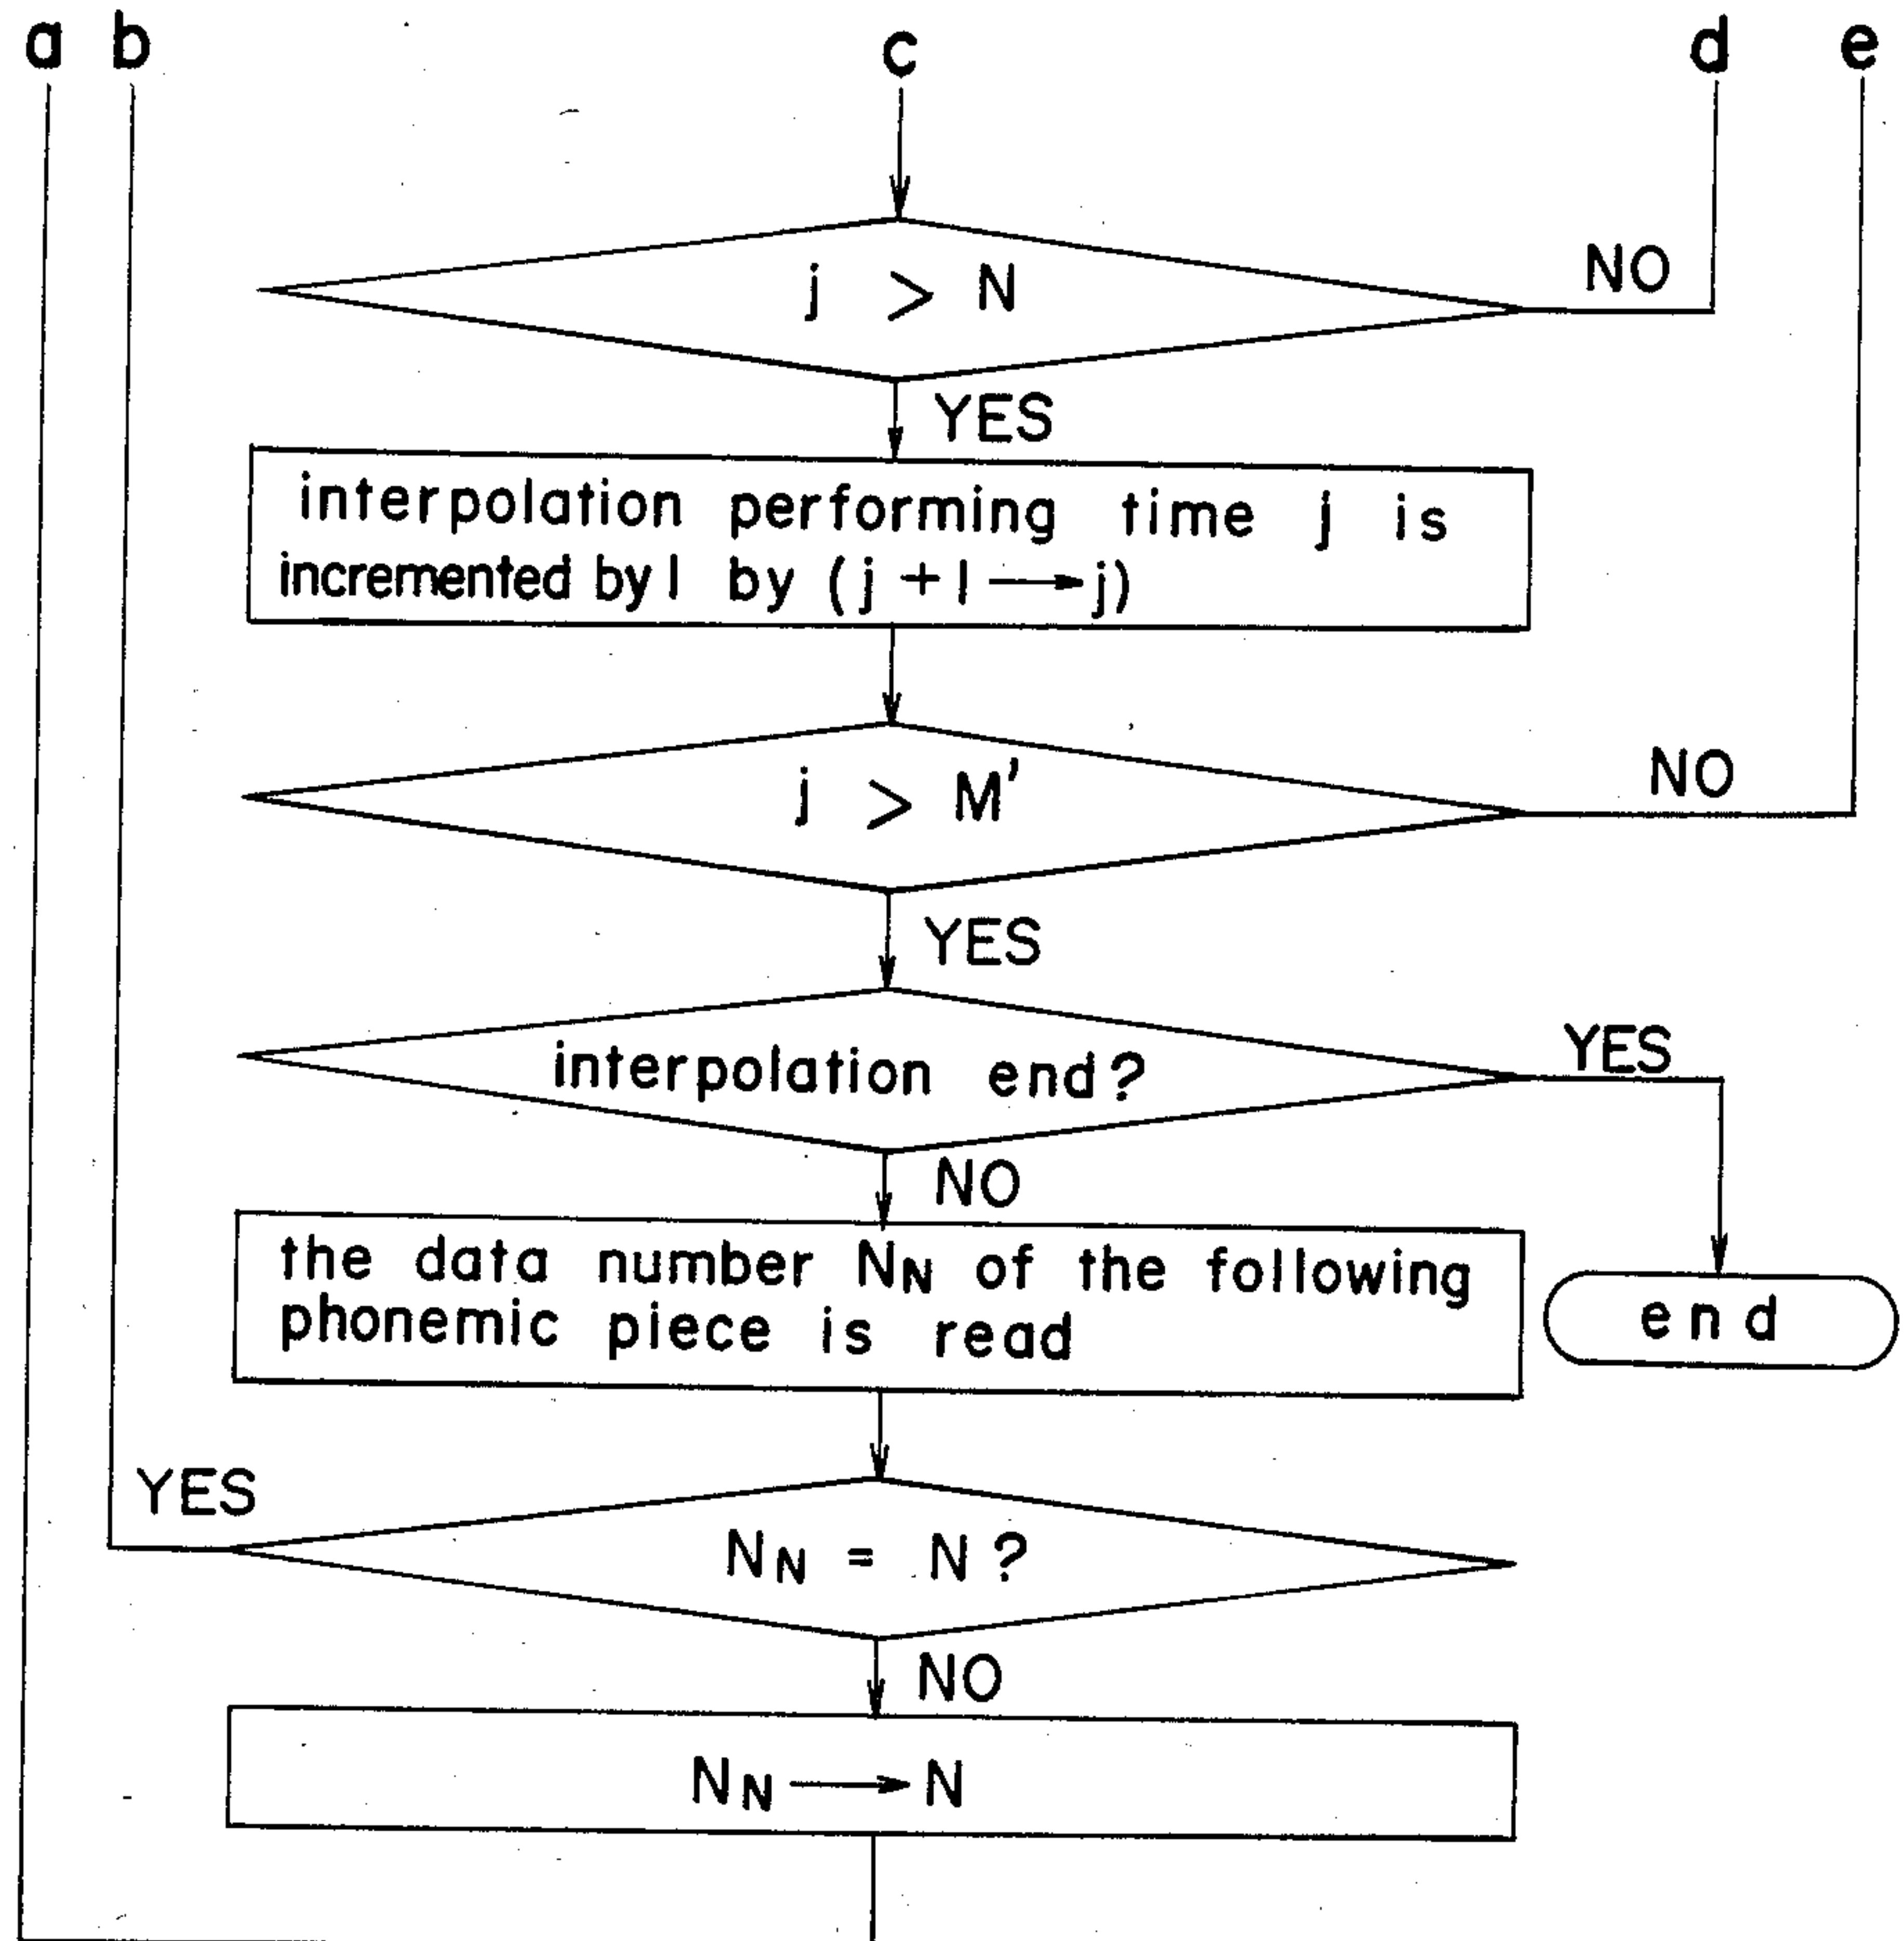 a b c d e
j > N
NO
YES
interpolation performing time j is
incremented by 1 by (j + 1 → j)
j > M'
NO
YES
interpolation end?
YES
NO
the data number NN of the following
phonemic piece is read
end
YES
NN = N ?
NO
NN → N